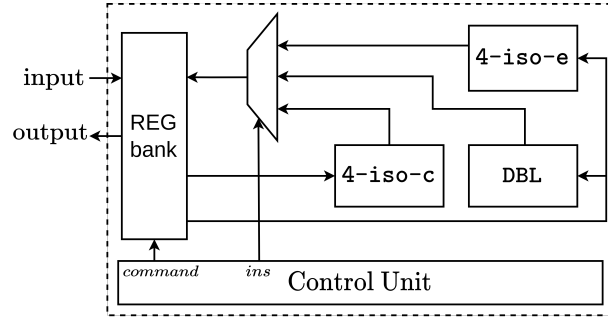 4-iso-e
input
REG
bank
output
4-iso-c
DBL
command
ins
Control Unit